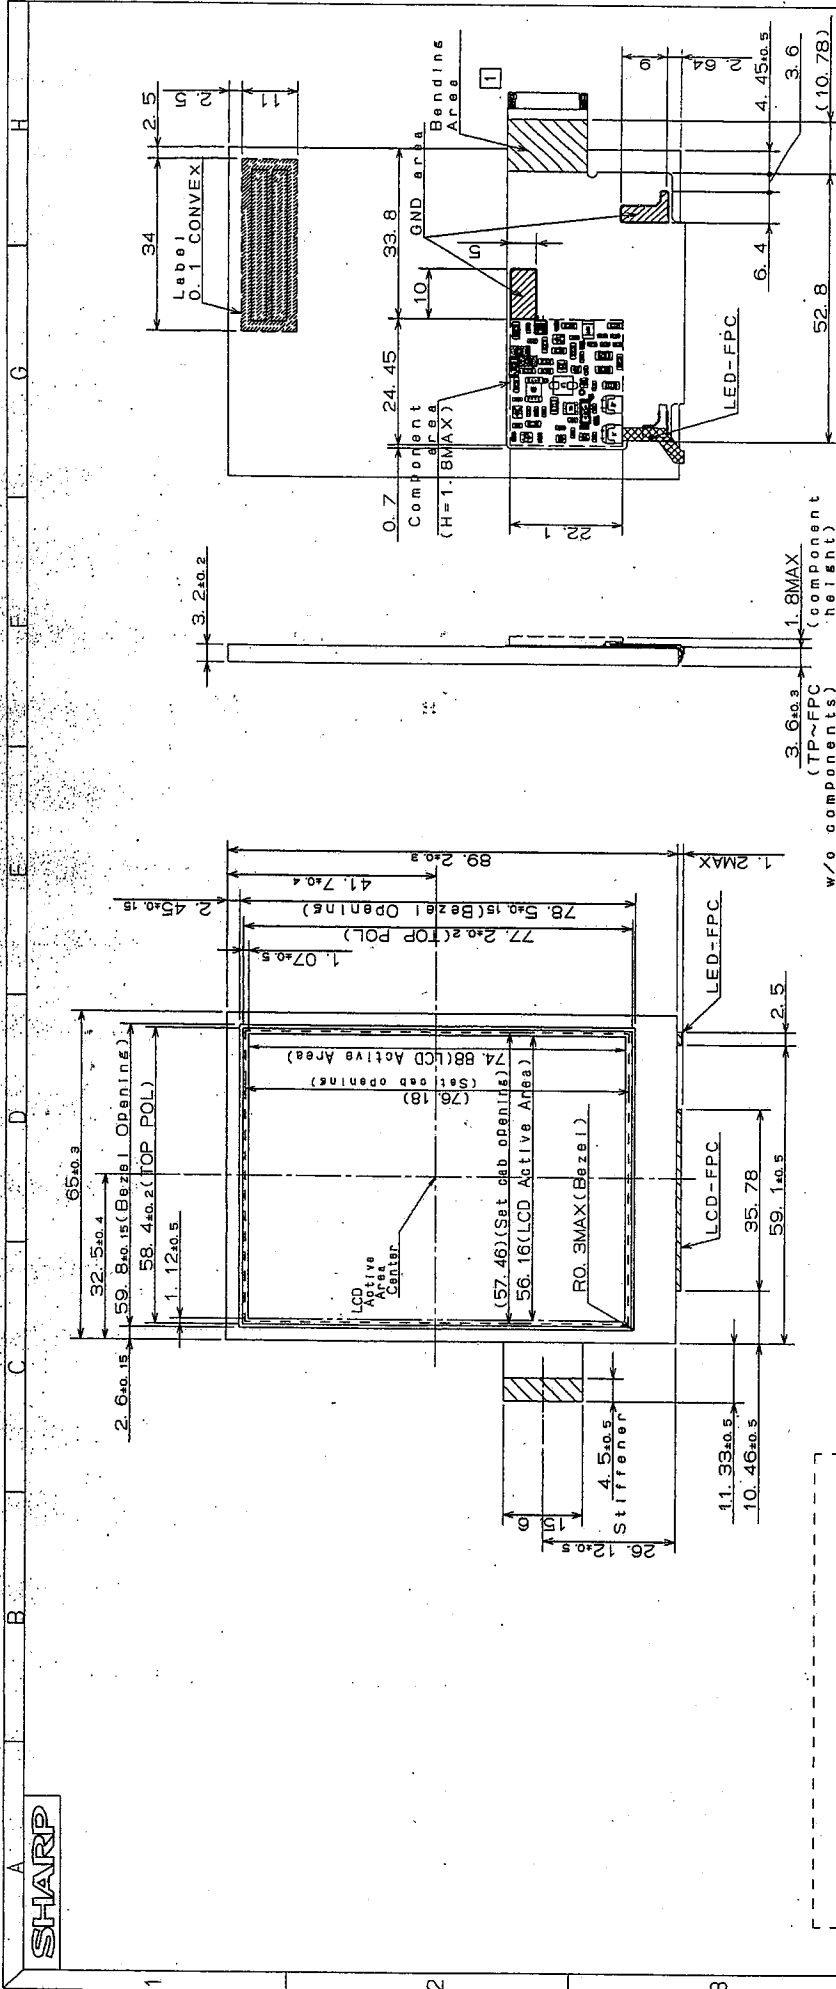 A
B
C
D
E
F
G
H
SHARP
1
2
3
65±0.3
32.5±0.4
59.8±0.15(Bezel Opening)
58.4±0.2(TOP POL)
1.12±0.5
2.6±0.15
2.45±0.15
1.07±0.5
77.2±0.2(TOP POL)
78.5±0.15(Bezel Opening)
41.7±0.4
89.2±0.3
1.2MAX
74.88(LCD Active Area)
(Set cab opening)
(76.18)
LCD
Active
Area
Center
(57.46)(Set cab opening)
56.16(LCD Active Area)
R0.3MAX(Bezel)
15.6
26.12±0.5
4.5±0.5
Stiffener
11.33±0.5
10.46±0.5
LCD-FPC
35.78
59.1±0.5
LED-FPC
2.5
3.2±0.2
3.6±0.3
(TP~FPC
w/o components)
1.8MAX
(component
height)
2.5
34
2.5
11
Label
0.1 CONVEX
0.7
24.45
33.8
Component
area
(H=1.8MAX)
10
5
GND area
Bending
Area
1
22.1
LED-FPC
9
2.64
4.45±0.5
3.6
6.4
52.8
(10.78)